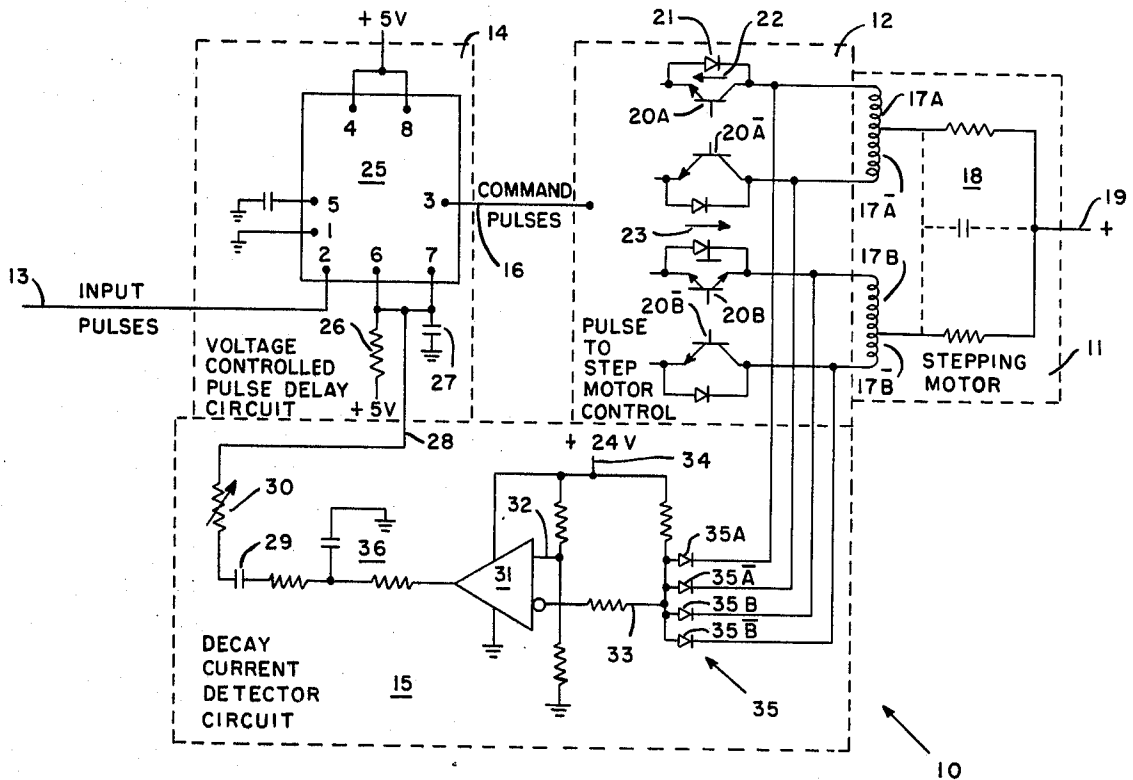 + 5V
14
21
22
12
4
8
20A
17A
25
20A̅
18
5
3
COMMAND
PULSES
17A̅
19
+
1
23
2
6
7
16
17B
13
INPUT
PULSES
20B̅
20B
26
VOLTAGE
CONTROLLED
PULSE DELAY
CIRCUIT
27
PULSE
TO
STEP
MOTOR
CONTROL
STEPPING
MOTOR
11
17B̅
+ 5V
28
+ 24V
34
30
32
29
36
31
35A
35A̅
35B
35B̅
33
DECAY
CURRENT
DETECTOR
CIRCUIT
15
35
10